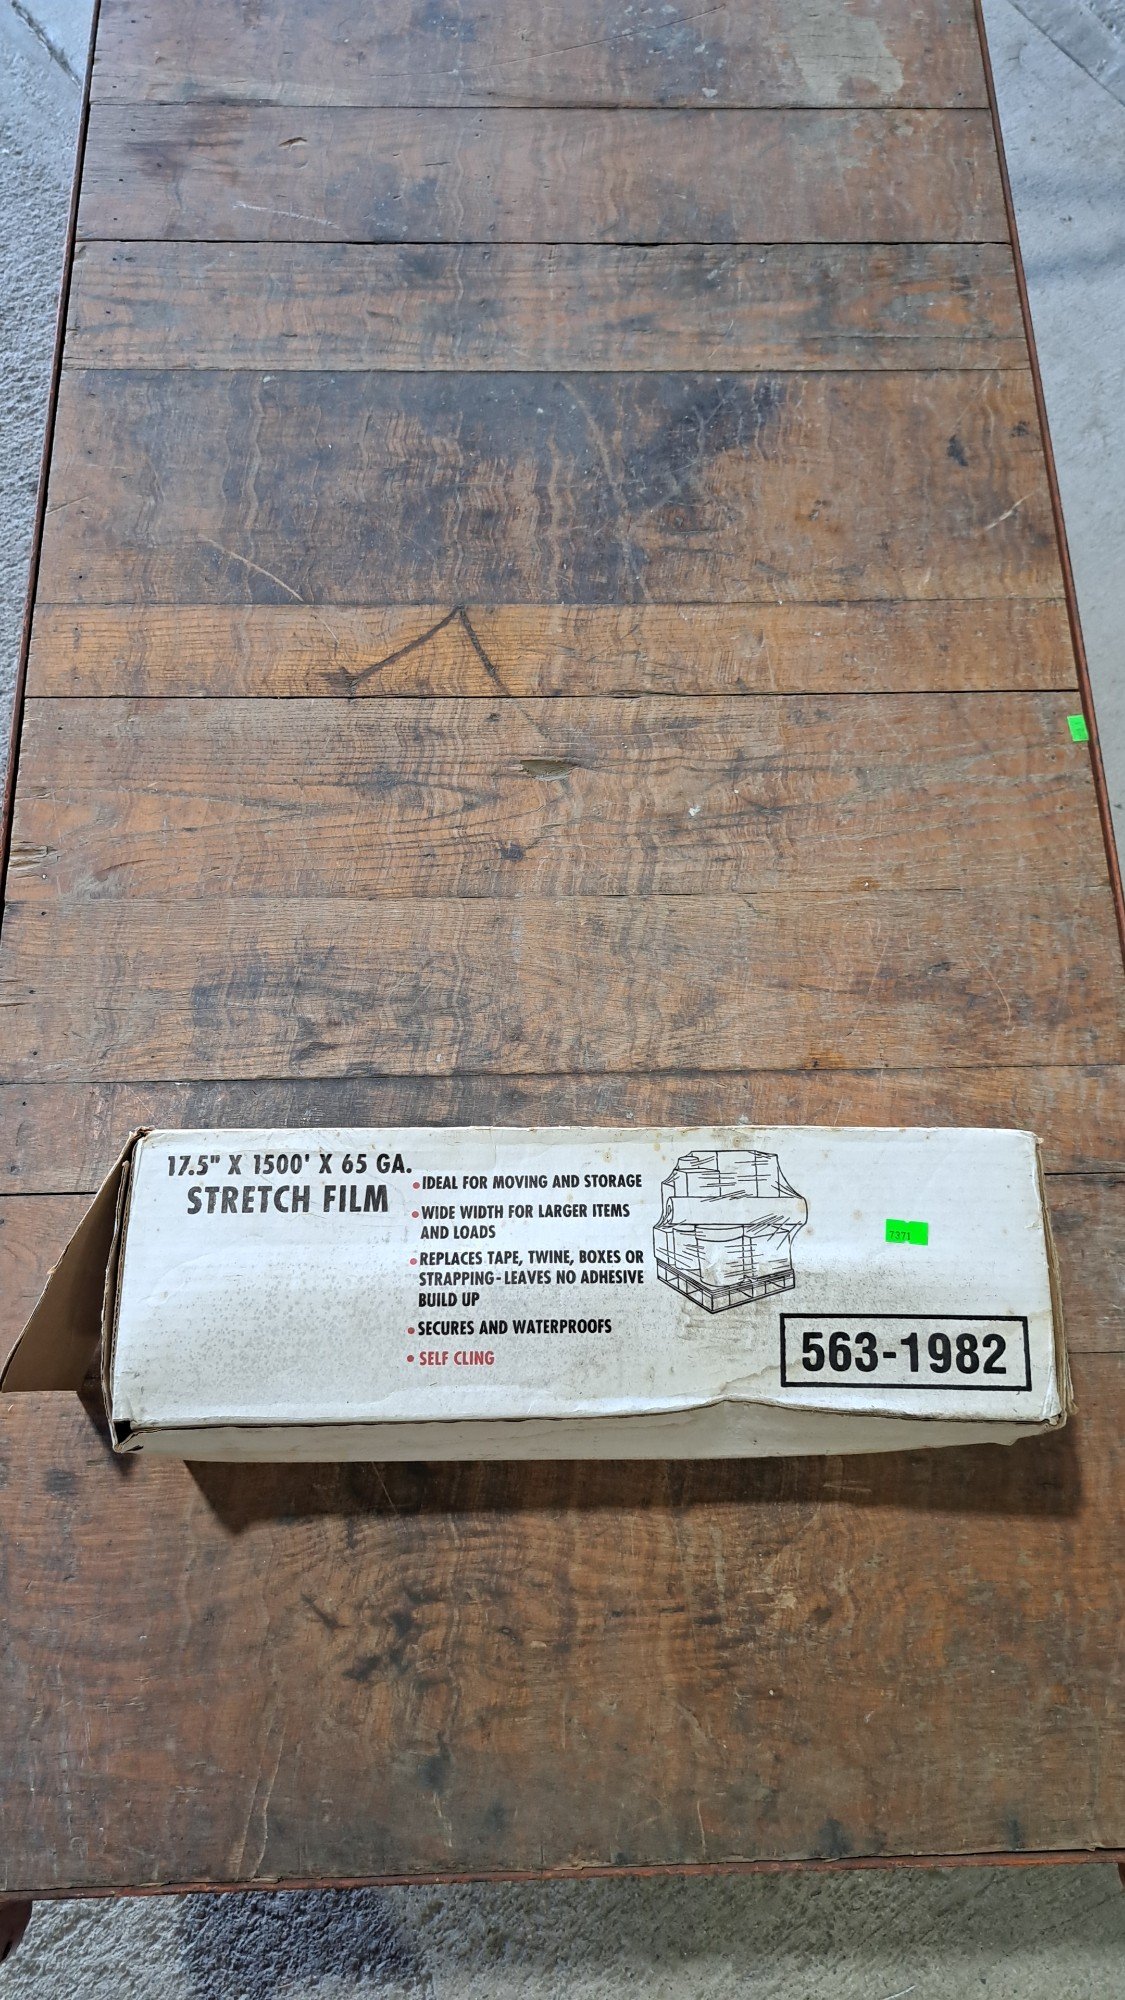 17.5" X 1500' X 65 GA.
STRETCH FILM
• IDEAL FOR MOVING AND STORAGE
• WIDE WIDTH FOR LARGER ITEMS
AND LOADS
• REPLACES TAPE, TWINE, BOXES OR
STRAPPING - LEAVES NO ADHESIVE
BUILD UP
• SECURES AND WATERPROOFS
• SELF CLING
7371
563-1982